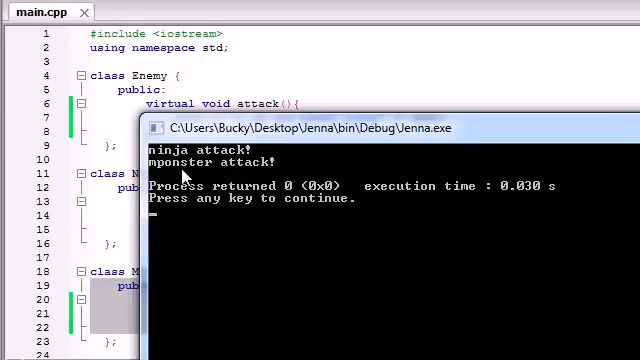 main.cpp
1 #include <iostream>
2 using namespace std;
3
4 class Enemy {
5 public:
6 virtual void attack(){
7
8
9 };
10
11 class N
12 pub
13
14
15
16 };
17
18 class M
19 pub
20
21
22
23 };
24
C:\Users\Bucky\Desktop\Jenna\bin\Debug\Jenna.exe
ninja attack!
mponster attack!
Process returned 0 (0x0) execution time : 0.030 s
Press any key to continue.